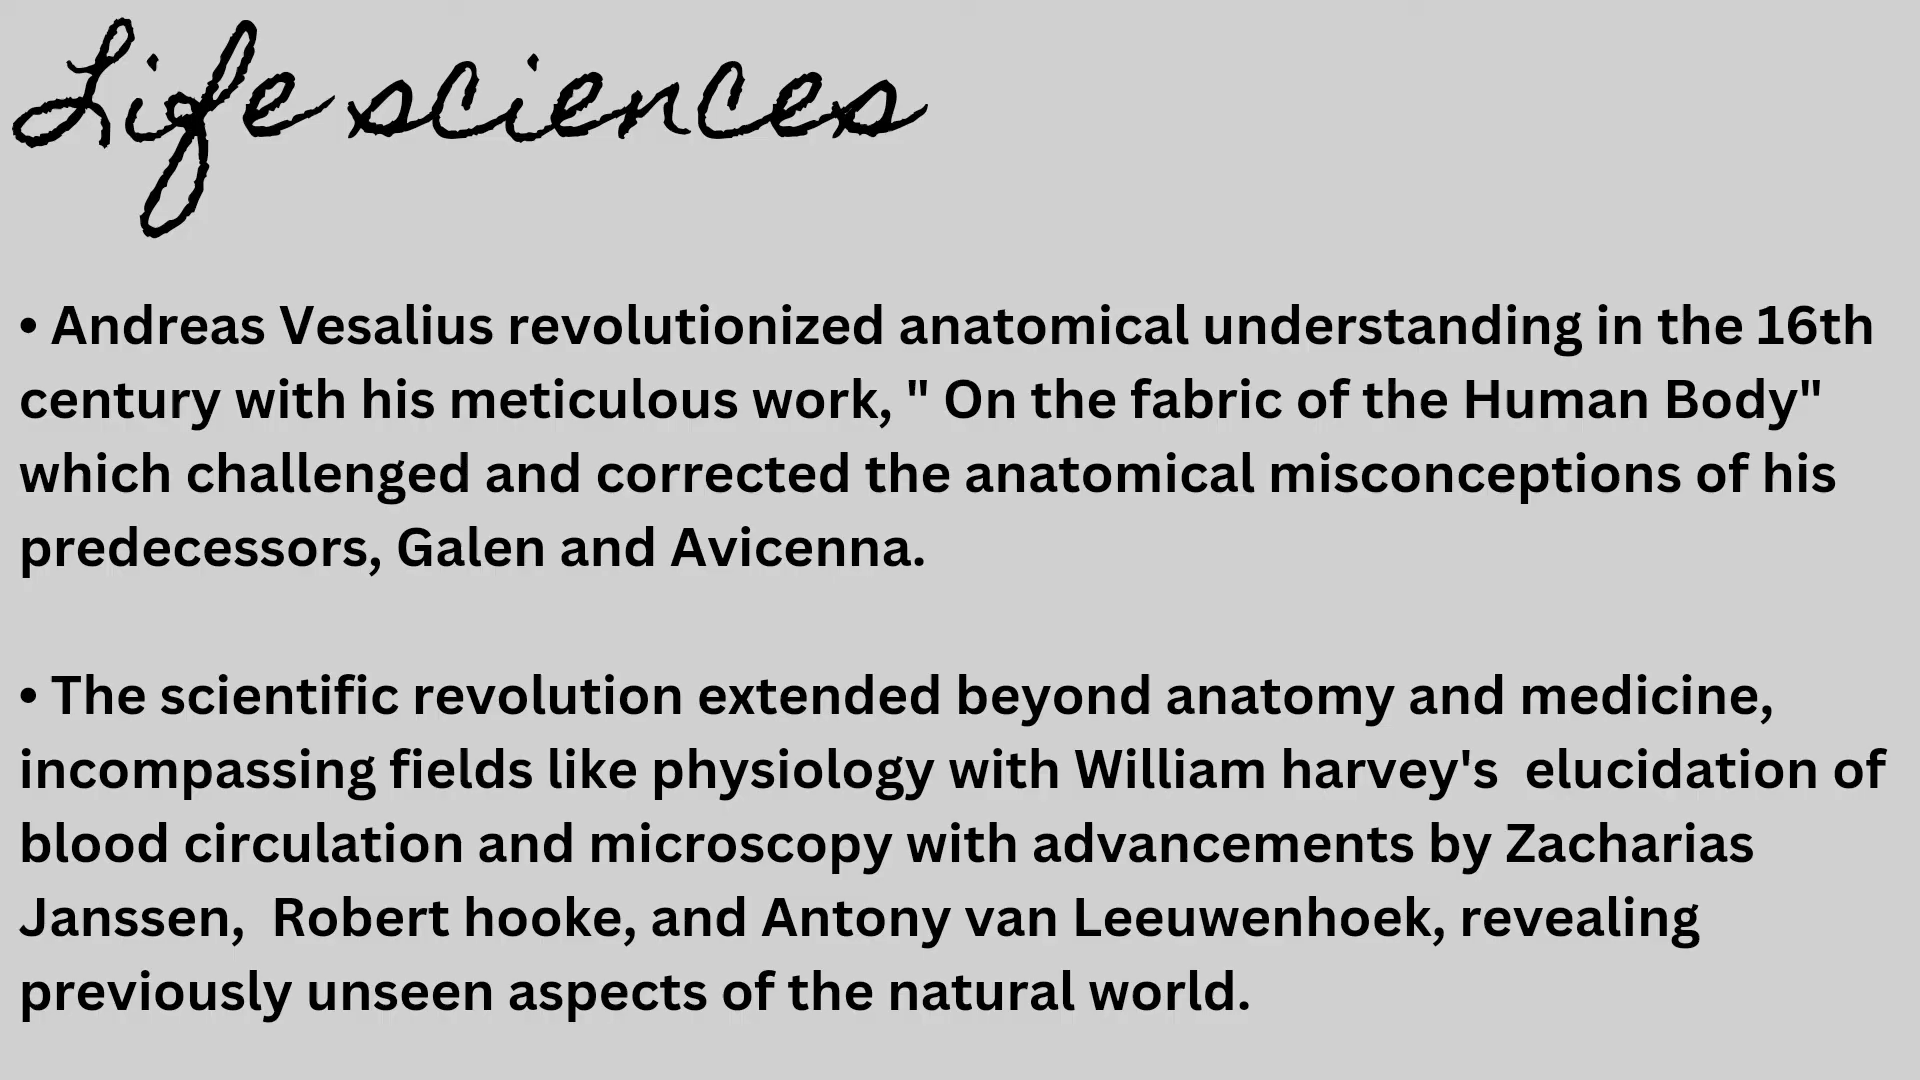 Life sciences
• Andreas Vesalius revolutionized anatomical understanding in the 16th
century with his meticulous work, " On the fabric of the Human Body"
which challenged and corrected the anatomical misconceptions of his
predecessors, Galen and Avicenna.
• The scientific revolution extended beyond anatomy and medicine,
incompassing fields like physiology with William harvey's  elucidation of
blood circulation and microscopy with advancements by Zacharias
Janssen,  Robert hooke, and Antony van Leeuwenhoek, revealing
previously unseen aspects of the natural world.